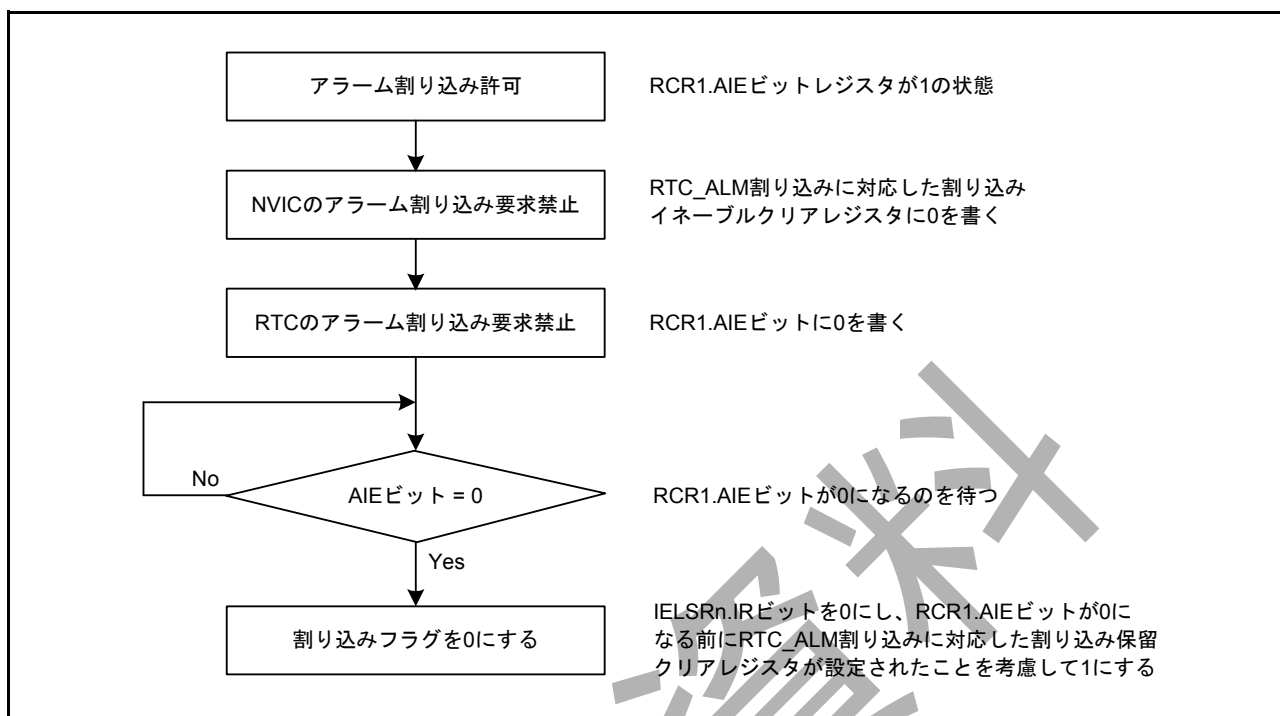 アラーム割り込み許可
RCR1.AIEビットレジスタが1の状態
NVICのアラーム割り込み要求禁止
RTC_ALM割り込みに対応した割り込み
イネーブルクリアレジスタに0を書く
RTCのアラーム割り込み要求禁止
RCR1.AIEビットに0を書く
No
AIEビット = 0
RCR1.AIEビットが0になるのを待つ
Yes
割り込みフラグを0にする
IELSRn.IRビットを0にし、RCR1.AIEビットが0に
なる前にRTC_ALM割り込みに対応した割り込み保留
クリアレジスタが設定されたことを考慮して1にする
資料